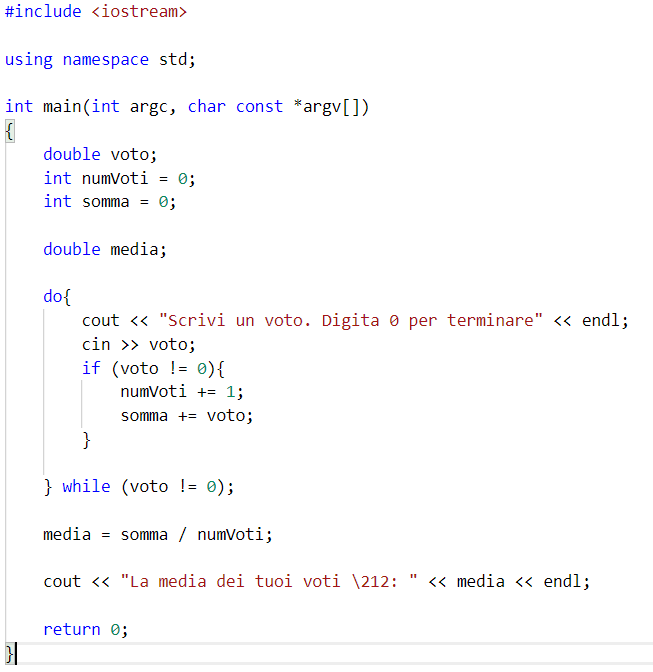 #include <iostream>
using namespace std;
int main(int argc, char const *argv[])
{
double voto;
int numVoti = 0;
int somma = 0;
double media;
do{
cout << "Scrivi un voto. Digita 0 per terminare" << endl;
cin >> voto;
if (voto != 0){
numVoti += 1;
somma += voto;
}
} while (voto != 0);
media = somma / numVoti;
cout << "La media dei tuoi voti \212: " << media << endl;
return 0;
}